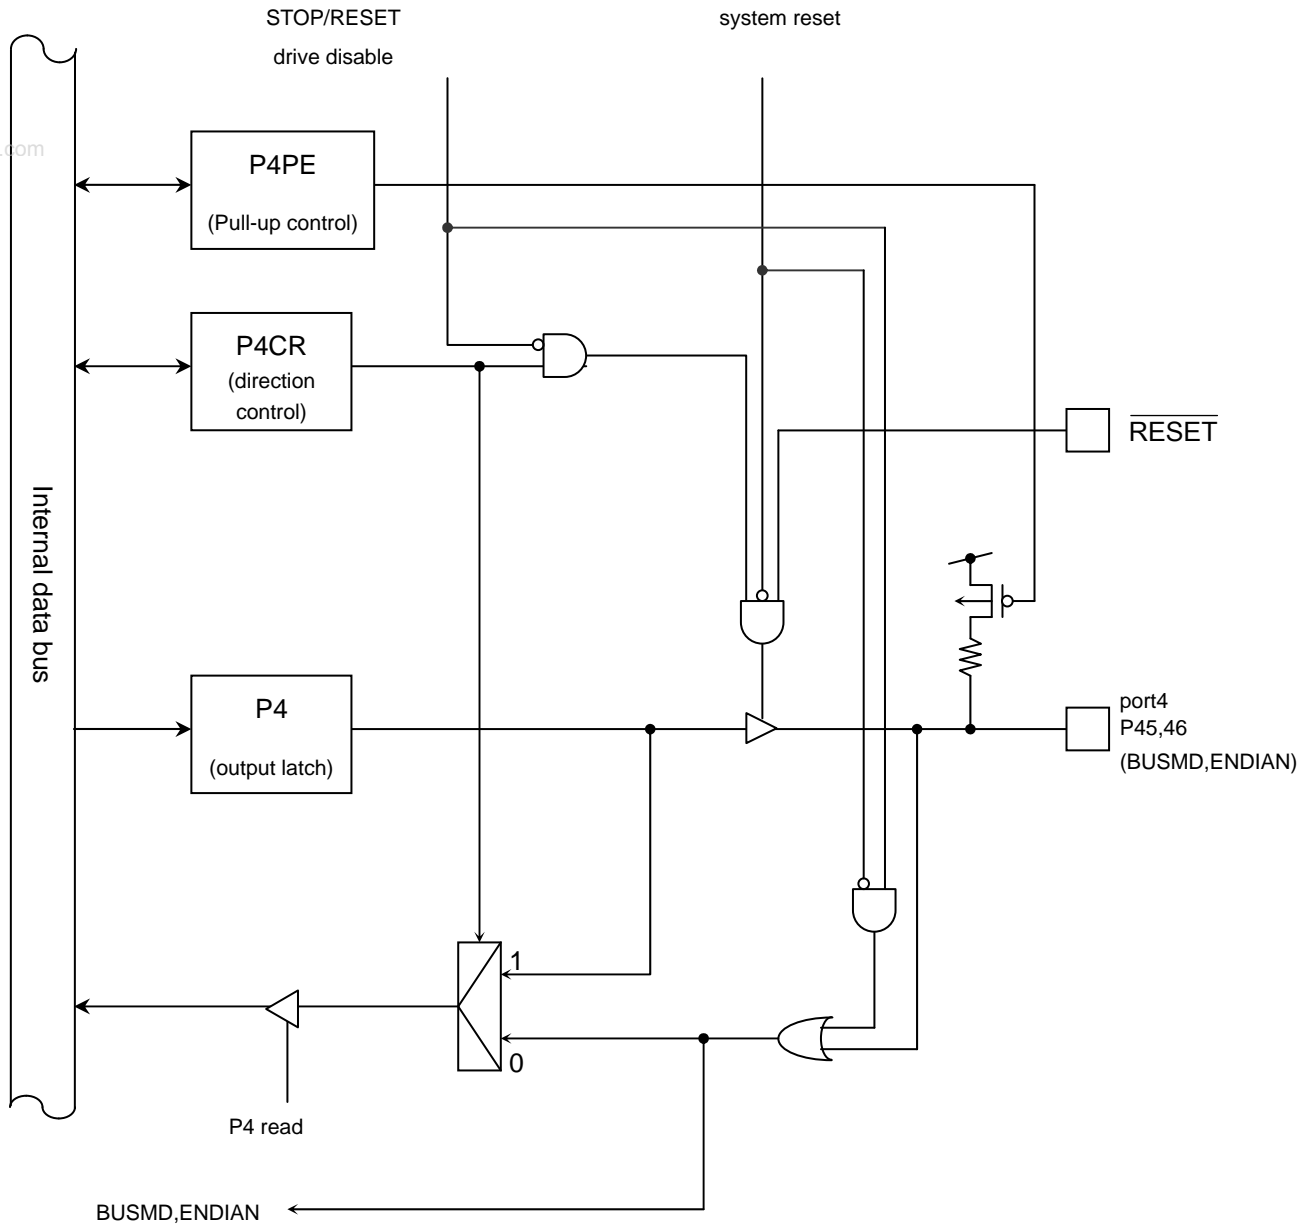 STOP/RESET
drive disable
system reset
.com
P4PE
(Pull-up control)
P4CR
(direction
control)
RESET
Internal data bus
P4
(output latch)
port4
P45,46
(BUSMD,ENDIAN)
1
0
P4 read
BUSMD,ENDIAN